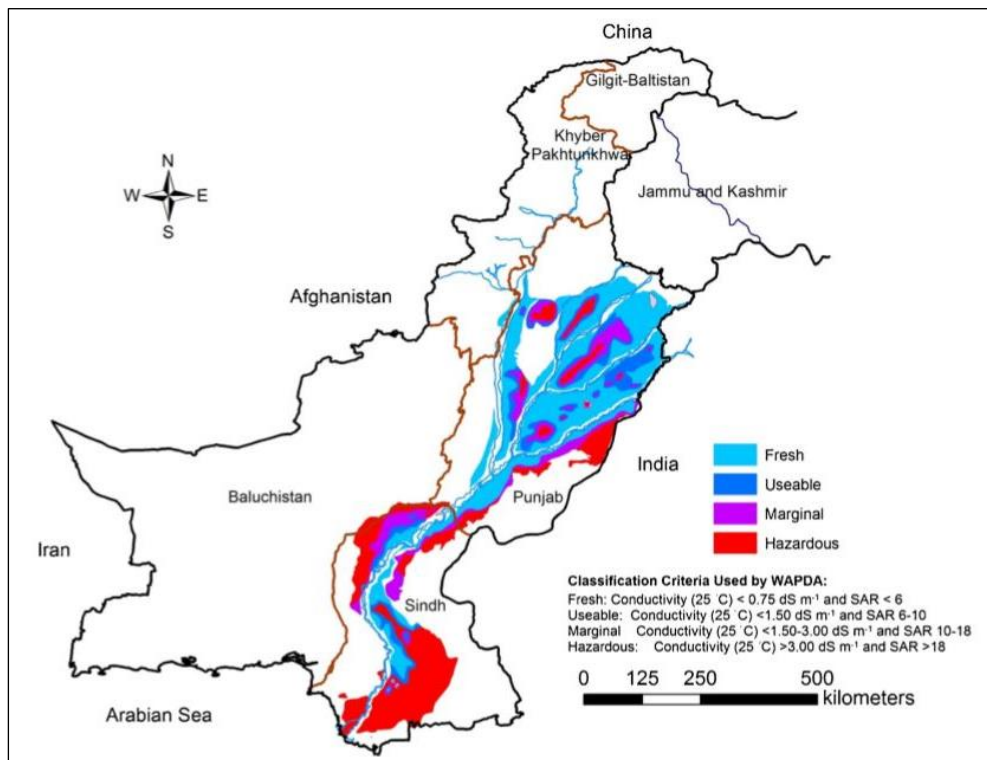 China
Gilgit-Baltistan
Khyber
Pakhtunkhwa
Jammu and Kashmir
N
W E
S
Afghanistan
India
Punjab
Baluchistan
Iran
Sindh
Arabian Sea
Fresh
Useable
Marginal
Hazardous
Classification Criteria Used by WAPDA:
Fresh: Conductivity (25 ˙C) < 0.75 dS m⁻¹ and SAR < 6
Useable: Conductivity (25 ˙C) <1.50 dS m⁻¹ and SAR 6-10
Marginal Conductivity (25 ˙C) <1.50-3.00 dS m⁻¹ and SAR 10-18
Hazardous: Conductivity (25 ˙C) >3.00 dS m⁻¹ and SAR >18
0 125 250 500
kilometers